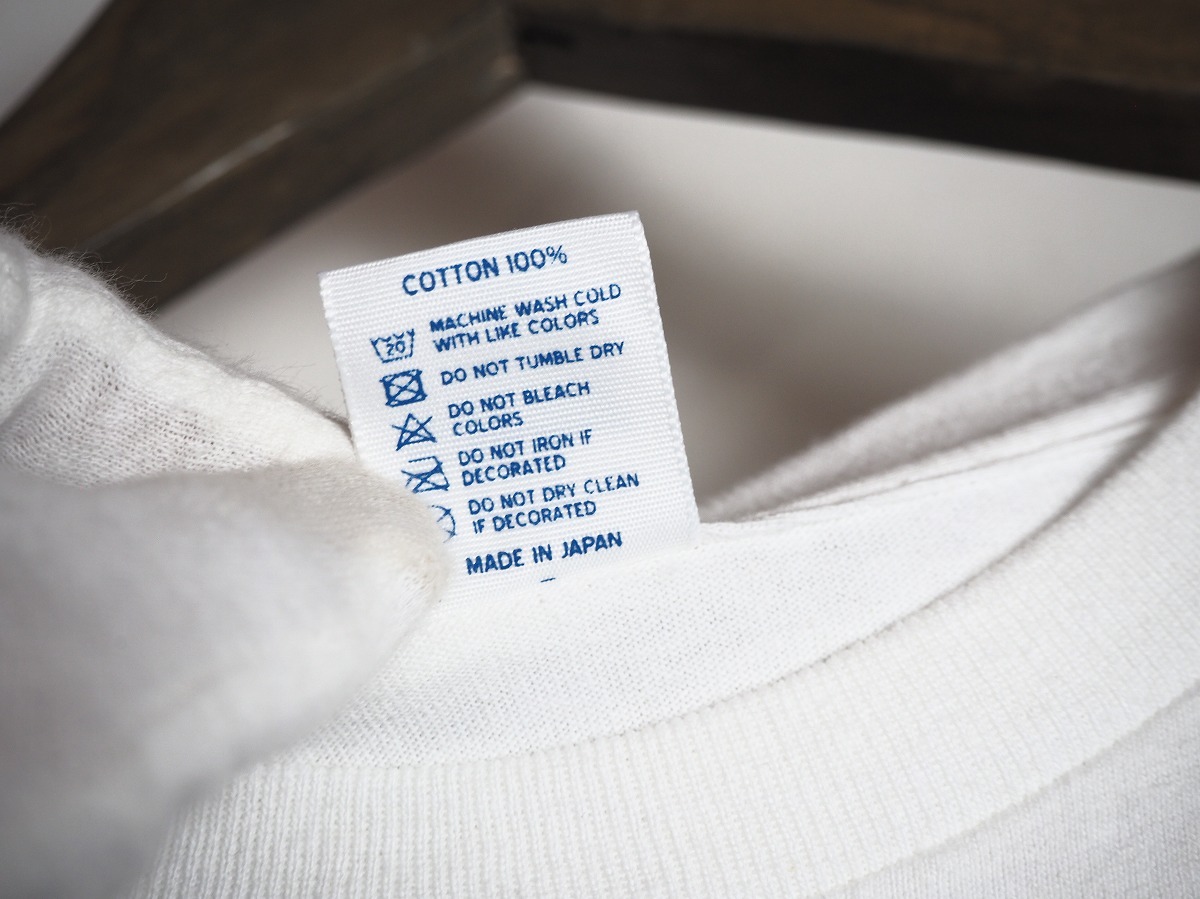 COTTON 100%
MACHINE WASH COLD
WITH LIKE COLORS
20
DO NOT TUMBLE DRY
DO NOT BLEACH
COLORS
DO NOT IRON IF
DECORATED
DO NOT DRY CLEAN
IF DECORATED
MADE IN JAPAN